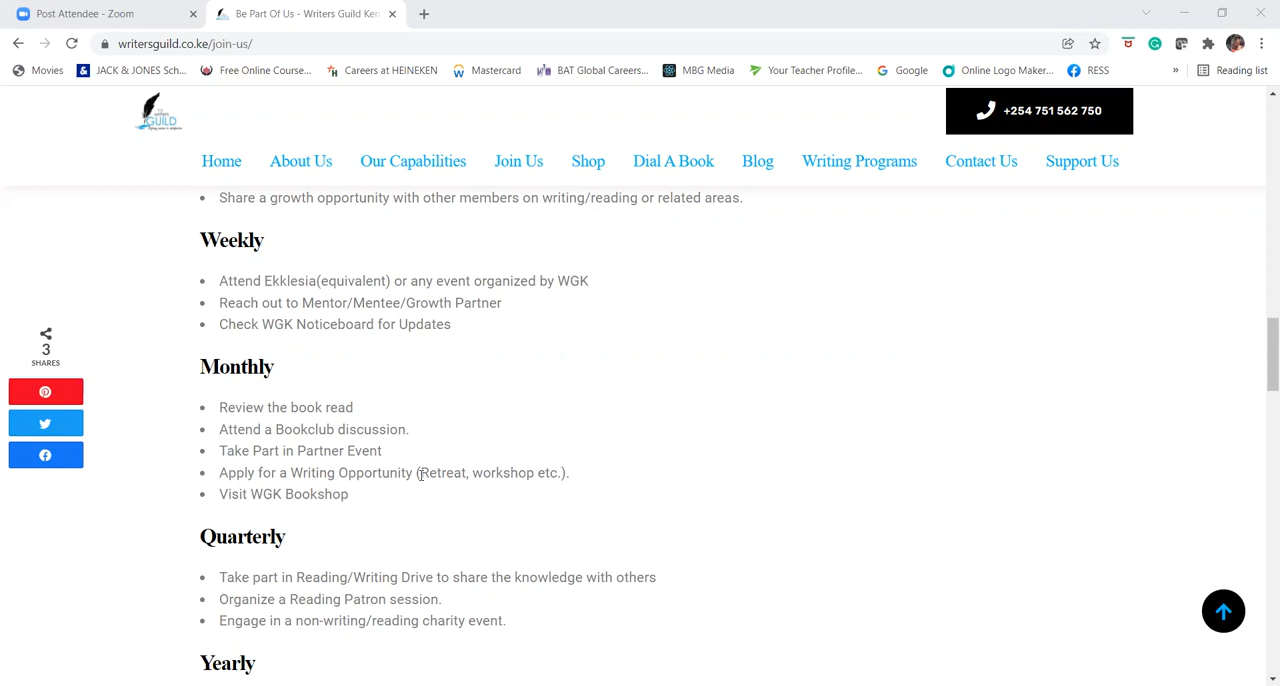 Post Attendee - Zoom
Be Part Of Us - Writers Guild Ken
writersguild.co.ke/join-us/
Movies
JACK & JONES Sch...
Free Online Course...
Careers at HEINEKEN
Mastercard
BAT Global Careers...
MBG Media
Your Teacher Profile...
Google
Online Logo Maker...
RESS
»
Reading list
GUILD
+254 751 562 750
Home About Us Our Capabilities Join Us Shop Dial A Book Blog Writing Programs Contact Us Support Us
• Share a growth opportunity with other members on writing/reading or related areas.
Weekly
• Attend Ekklesia(equivalent) or any event organized by WGK
• Reach out to Mentor/Mentee/Growth Partner
• Check WGK Noticeboard for Updates
3
SHARES
Monthly
• Review the book read
• Attend a Bookclub discussion.
• Take Part in Partner Event
• Apply for a Writing Opportunity (Retreat, workshop etc.).
• Visit WGK Bookshop
Quarterly
• Take part in Reading/Writing Drive to share the knowledge with others
• Organize a Reading Patron session.
• Engage in a non-writing/reading charity event.
Yearly